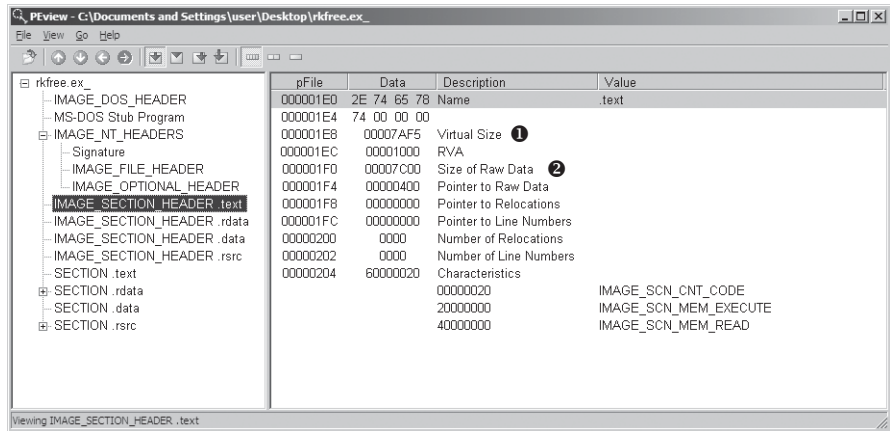 PEview - C:\Documents and Settings\user\Desktop\rkfree.ex_
File View Go Help
rkfree.ex_
IMAGE_DOS_HEADER
MS-DOS Stub Program
IMAGE_NT_HEADERS
Signature
IMAGE_FILE_HEADER
IMAGE_OPTIONAL_HEADER
IMAGE_SECTION_HEADER .text
IMAGE_SECTION_HEADER .rdata
IMAGE_SECTION_HEADER .data
IMAGE_SECTION_HEADER .rsrc
SECTION .text
SECTION .rdata
SECTION .data
SECTION .rsrc
pFile Data Description Value
000001E0 2E 74 65 78 Name .text
000001E4 74 00 00 00
000001E8 00007AF5 Virtual Size ❶
000001EC 00001000 RVA
000001F0 00007C00 Size of Raw Data ❷
000001F4 00000400 Pointer to Raw Data
000001F8 00000000 Pointer to Relocations
000001FC 00000000 Pointer to Line Numbers
00000200 0000 Number of Relocations
00000202 0000 Number of Line Numbers
00000204 60000020 Characteristics
00000020 IMAGE_SCN_CNT_CODE
20000000 IMAGE_SCN_MEM_EXECUTE
40000000 IMAGE_SCN_MEM_READ
Viewing IMAGE_SECTION_HEADER .text